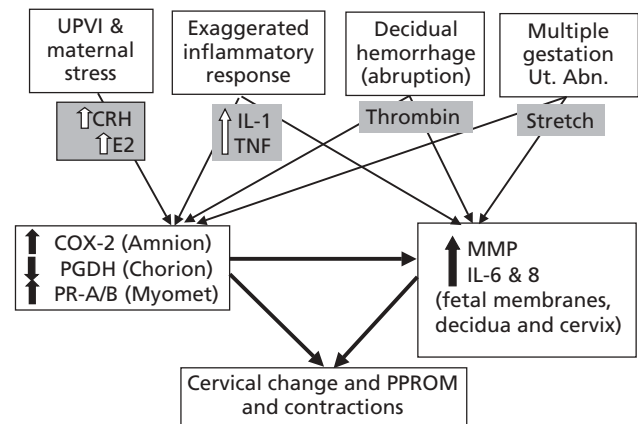 UPVI &
maternal
stress
Exaggerated
inflammatory
response
Decidual
hemorrhage
(abruption)
Multiple
gestation
Ut. Abn.
⇧CRH
⇧E2
⇧ IL-1
TNF
Thrombin
Stretch
⬆ COX-2 (Amnion)
⬇ PGDH (Chorion)
⬆ PR-A/B (Myomet)
⬆ MMP
IL-6 & 8
(fetal membranes,
decidua and cervix)
Cervical change and PPROM
and contractions